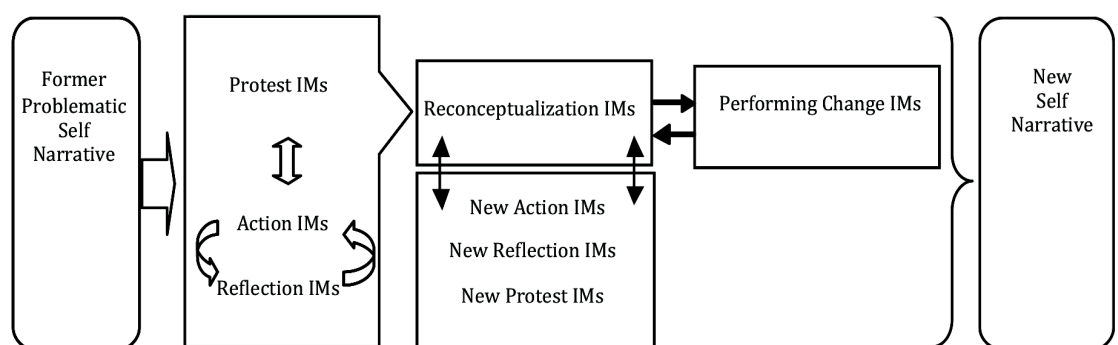 Former
Problematic
Self
Narrative
Protest IMs
Action IMs
Reflection IMs
Reconceptualization IMs
New Action IMs
New Reflection IMs
New Protest IMs
Performing Change IMs
New
Self
Narrative